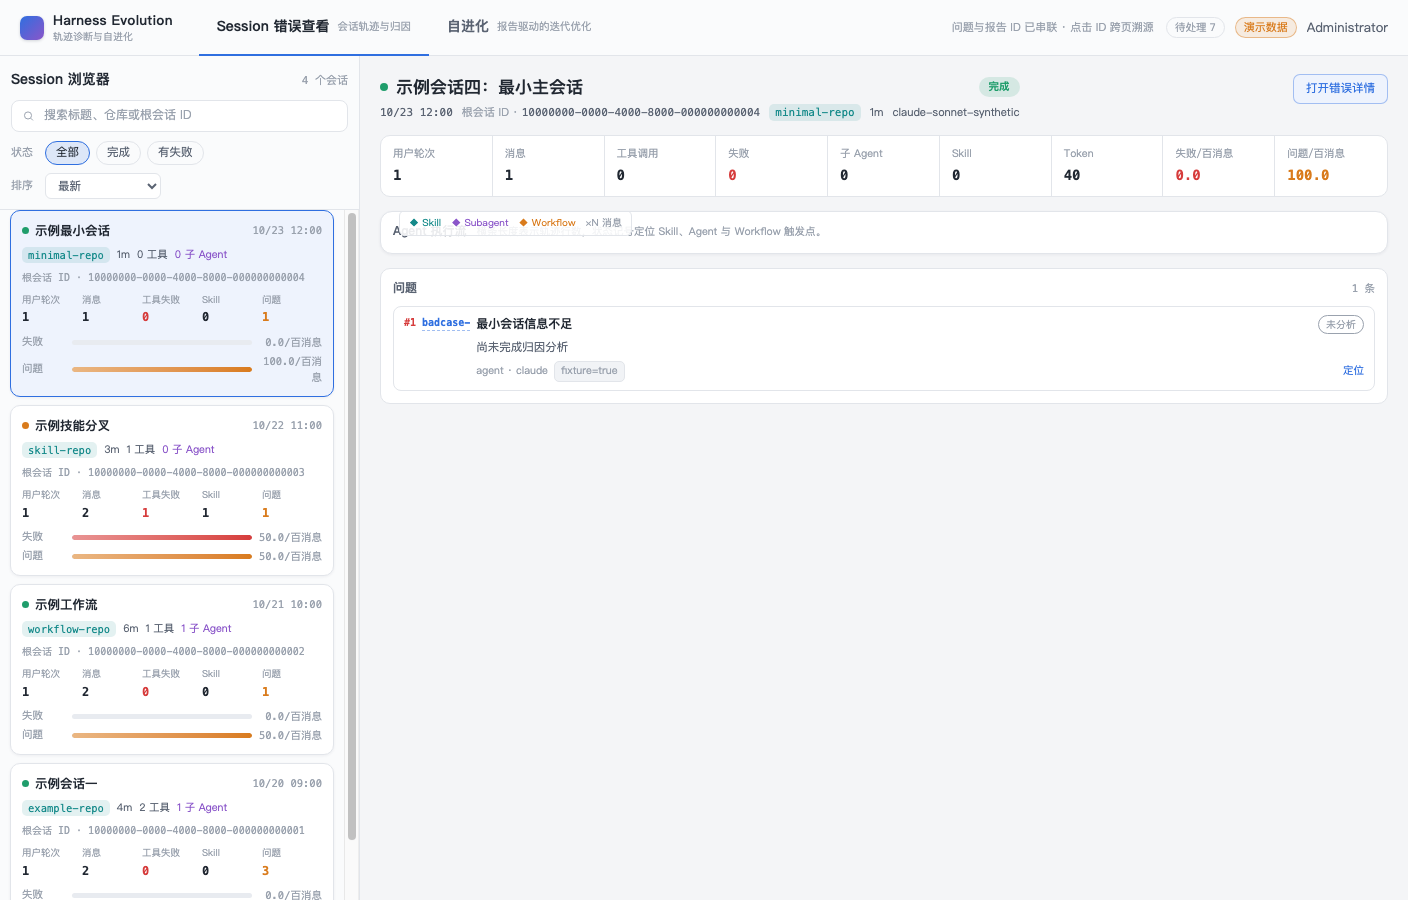 Harness Evolution
轨迹诊断与自进化
Session 错误查看 会话轨迹与归因
自进化 报告驱动的迭代优化
问题与报告 ID 已串联 · 点击 ID 跨页溯源
待处理 7
演示数据
Administrator
Session 浏览器
4 个会话
搜索标题、仓库或根会话 ID
状态 全部 完成 有失败
排序 最新
示例最小会话 10/23 12:00
minimal-repo 1m 0 工具 0 子 Agent
根会话 ID · 10000000-0000-4000-8000-000000000004
用户轮次 消息 工具失败 Skill 问题
1 1 0 0 1
失败 0.0/百消息
问题 100.0/百消息
示例技能分叉 10/22 11:00
skill-repo 3m 1 工具 0 子 Agent
根会话 ID · 10000000-0000-4000-8000-000000000003
用户轮次 消息 工具失败 Skill 问题
1 2 1 1 1
失败 50.0/百消息
问题 50.0/百消息
示例工作流 10/21 10:00
workflow-repo 6m 1 工具 1 子 Agent
根会话 ID · 10000000-0000-4000-8000-000000000002
用户轮次 消息 工具失败 Skill 问题
1 2 0 0 1
失败 0.0/百消息
问题 50.0/百消息
示例会话一 10/20 09:00
example-repo 4m 2 工具 1 子 Agent
根会话 ID · 10000000-0000-4000-8000-000000000001
用户轮次 消息 工具失败 Skill 问题
1 2 0 0 3
失败 0.0/百消息
示例会话四：最小主会话
完成
打开错误详情
10/23 12:00 根会话 ID · 10000000-0000-4000-8000-000000000004 minimal-repo 1m claude-sonnet-synthetic
用户轮次 消息 工具调用 失败 子 Agent Skill Token 失败/百消息 问题/百消息
1 1 0 0 0 0 40 0.0 100.0
Skill Subagent Workflow ×N 消息
定位 Skill、Agent 与 Workflow 触发点。
问题 1 条
#1 badcase- 最小会话信息不足 未分析
尚未完成归因分析
agent · claude fixture=true 定位